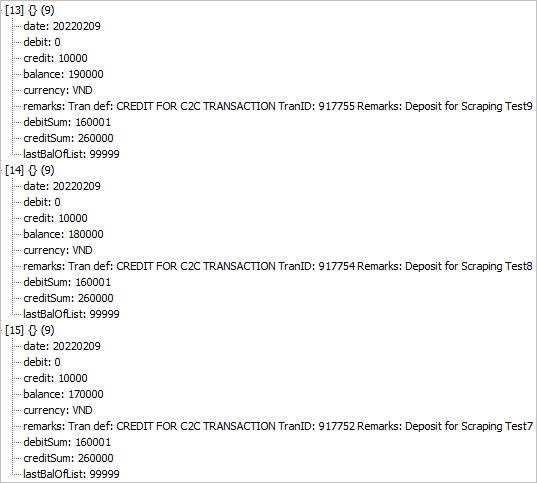 [13] {} (9)
date: 20220209
debit: 0
credit: 10000
balance: 190000
currency: VND
remarks: Tran def: CREDIT FOR C2C TRANSACTION TranID: 917755 Remarks: Deposit for Scraping Test9
debitSum: 160001
creditSum: 260000
lastBalOfList: 99999
[14] {} (9)
date: 20220209
debit: 0
credit: 10000
balance: 180000
currency: VND
remarks: Tran def: CREDIT FOR C2C TRANSACTION TranID: 917754 Remarks: Deposit for Scraping Test8
debitSum: 160001
creditSum: 260000
lastBalOfList: 99999
[15] {} (9)
date: 20220209
debit: 0
credit: 10000
balance: 170000
currency: VND
remarks: Tran def: CREDIT FOR C2C TRANSACTION TranID: 917752 Remarks: Deposit for Scraping Test7
debitSum: 160001
creditSum: 260000
lastBalOfList: 99999